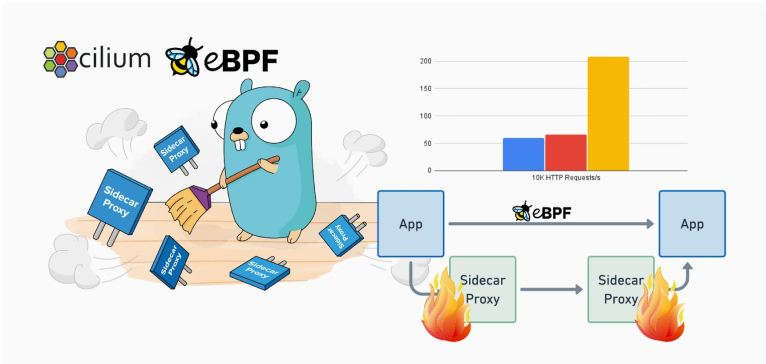 cilium
eBPF
Sidecar
Proxy
Sidecar
Proxy
Sidecar
Proxy
Sidecar
Proxy
Sidecar
Proxy
200
150
100
50
0
10K HTTP Requests/s
App
eBPF
App
Sidecar
Proxy
Sidecar
Proxy